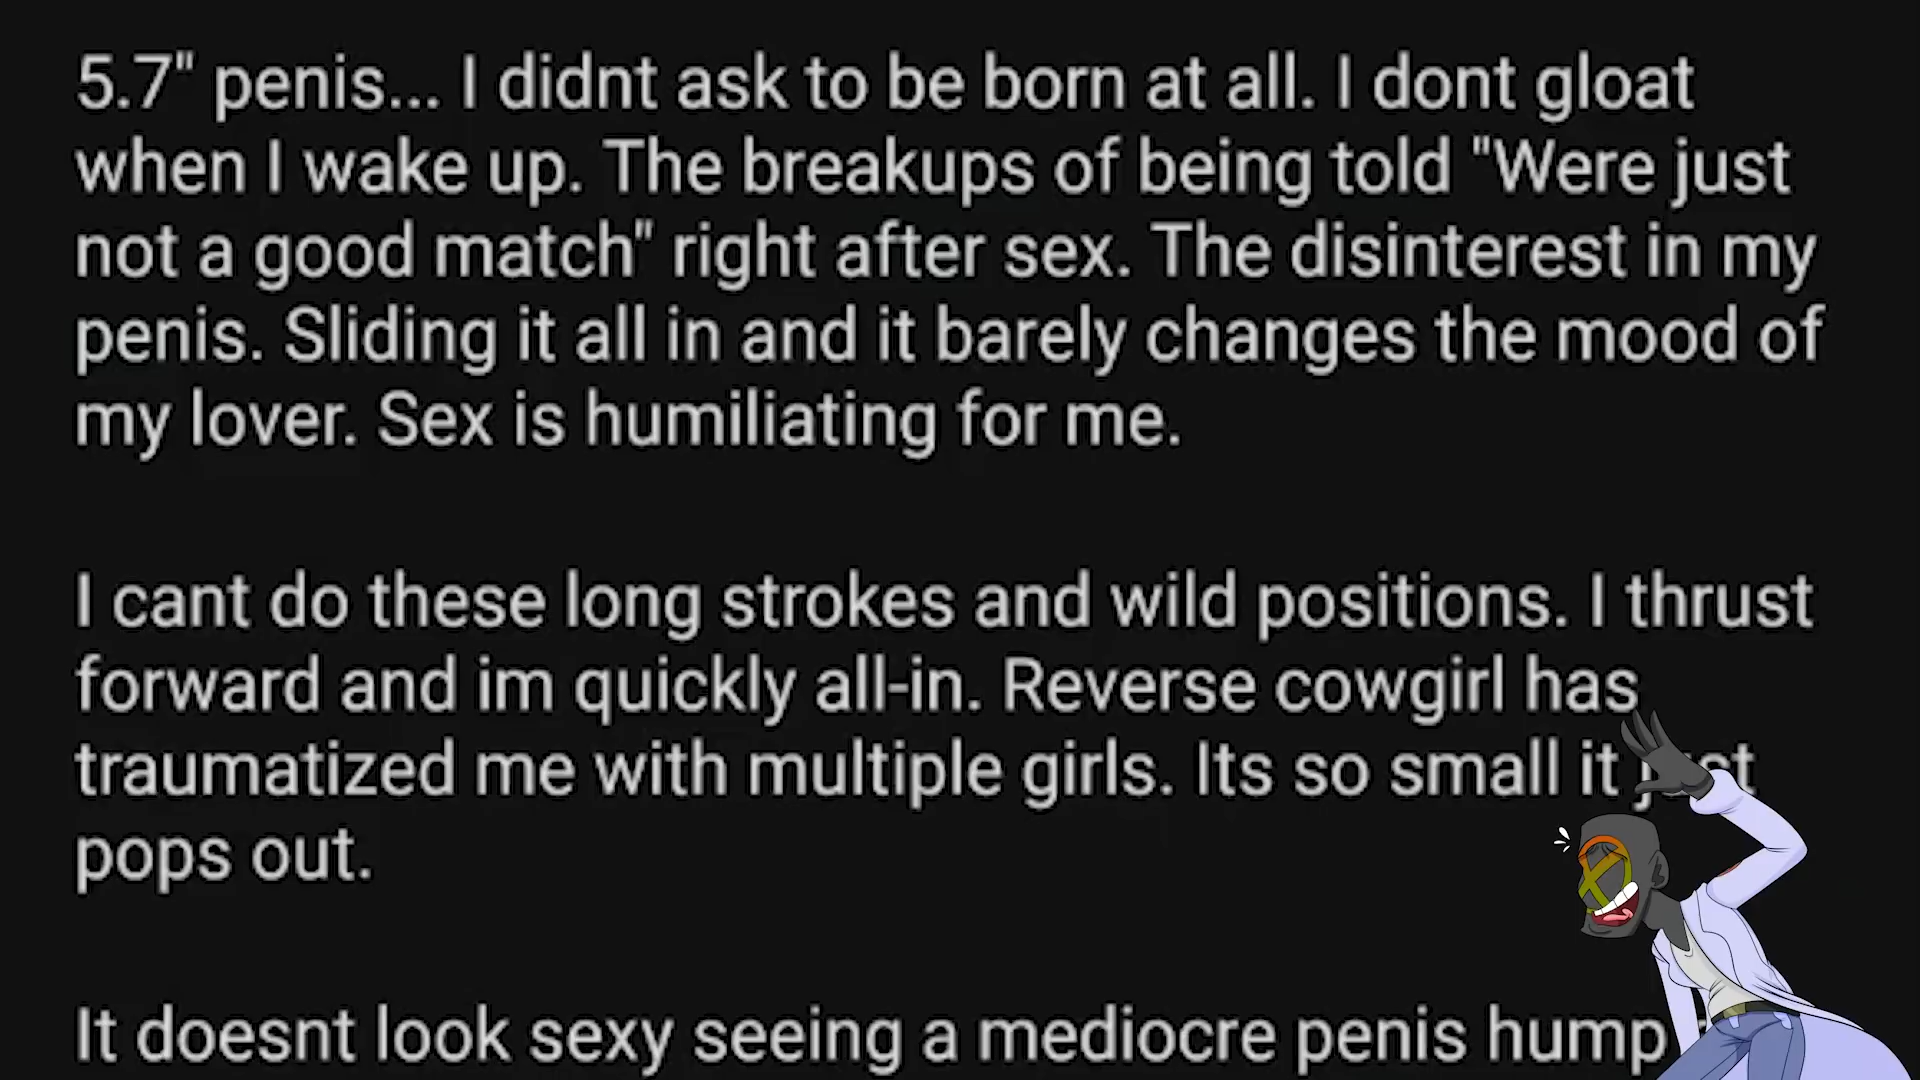 5.7" penis... I didnt ask to be born at all. I dont gloat
when I wake up. The breakups of being told "Were just
not a good match" right after sex. The disinterest in my
penis. Sliding it all in and it barely changes the mood of
my lover. Sex is humiliating for me.
I cant do these long strokes and wild positions. I thrust
forward and im quickly all-in. Reverse cowgirl has
traumatized me with multiple girls. Its so small it just
pops out.
It doesnt look sexy seeing a mediocre penis hump